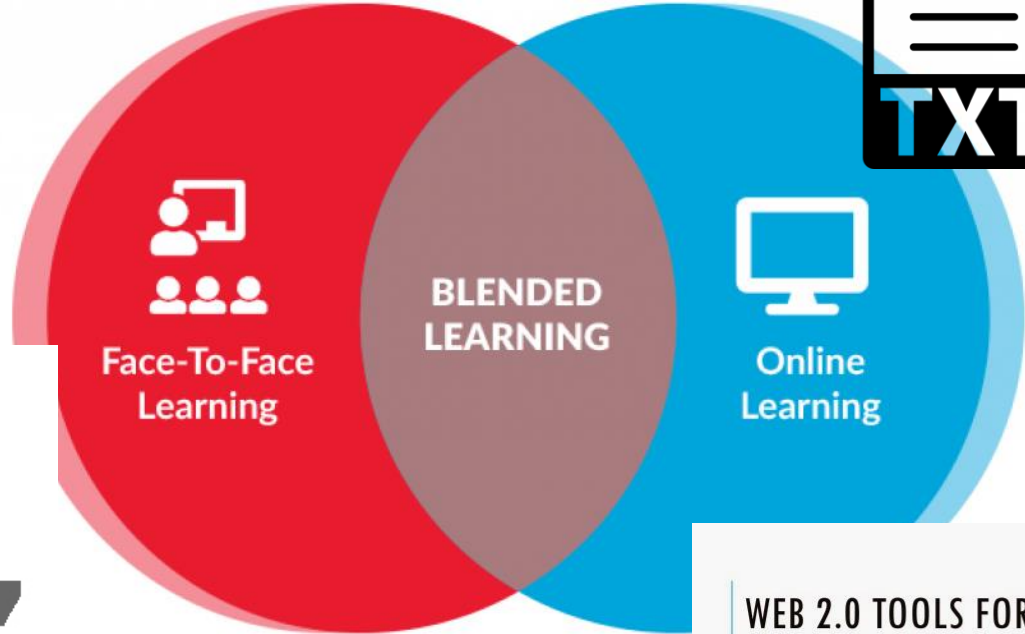 TXT
BLENDED
LEARNING
Face-To-Face
Learning
Online
Learning
WEB 2.0 TOOLS FOR